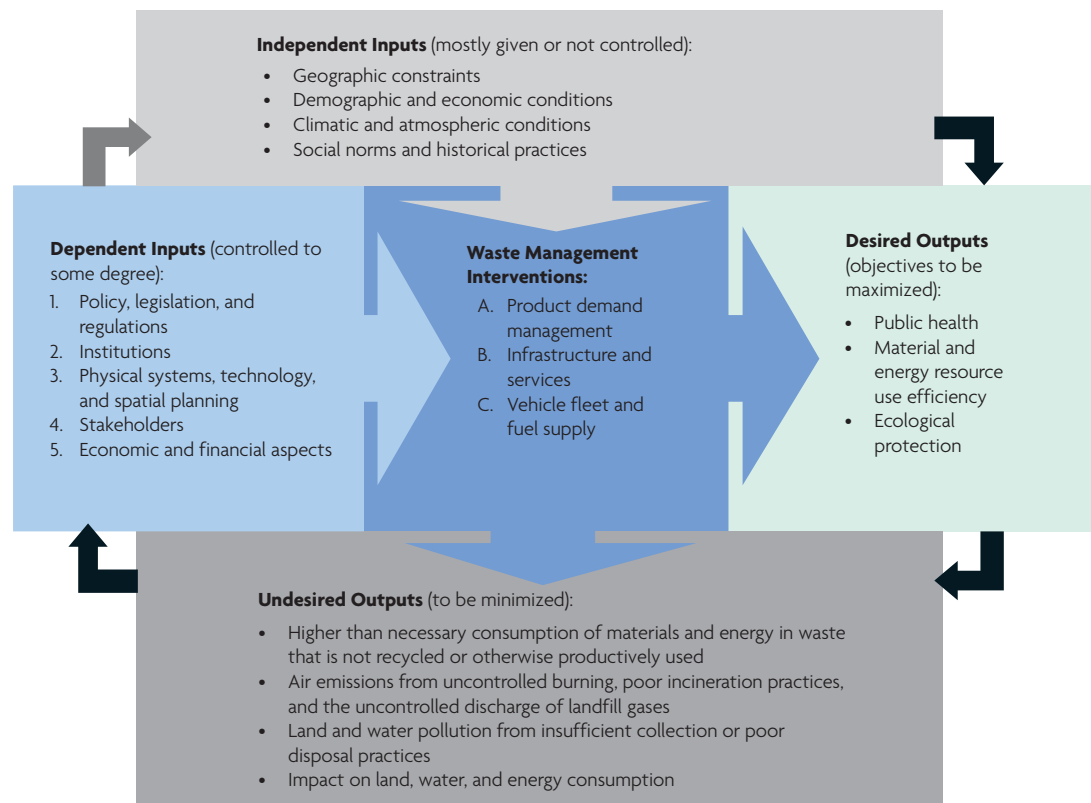 Independent Inputs (mostly given or not controlled):
• Geographic constraints
• Demographic and economic conditions
• Climatic and atmospheric conditions
• Social norms and historical practices
Dependent Inputs (controlled to
some degree):
1. Policy, legislation, and
regulations
2. Institutions
3. Physical systems, technology,
and spatial planning
4. Stakeholders
5. Economic and financial aspects
Waste Management
Interventions:
A. Product demand
management
B. Infrastructure and
services
C. Vehicle fleet and
fuel supply
Desired Outputs
(objectives to be
maximized):
• Public health
• Material and
energy resource
use efficiency
• Ecological
protection
Undesired Outputs (to be minimized):
• Higher than necessary consumption of materials and energy in waste
that is not recycled or otherwise productively used
• Air emissions from uncontrolled burning, poor incineration practices,
and the uncontrolled discharge of landfill gases
• Land and water pollution from insufficient collection or poor
disposal practices
• Impact on land, water, and energy consumption